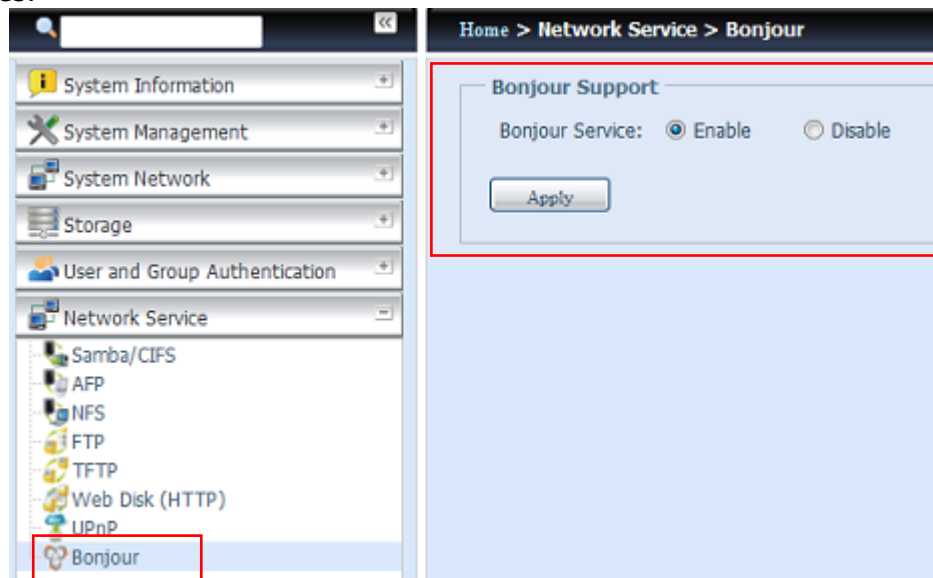 Home > Network Service > Bonjour
System Information
System Management
System Network
Storage
User and Group Authentication
Network Service
Samba/CIFS
AFP
NFS
FTP
TFTP
Web Disk (HTTP)
UPnP
Bonjour
Bonjour Support
Bonjour Service: Enable Disable
Apply